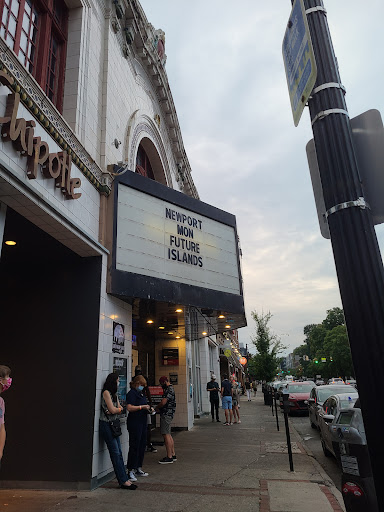 Chipotle
NEWPORT
MON
FUTURE
ISLANDS